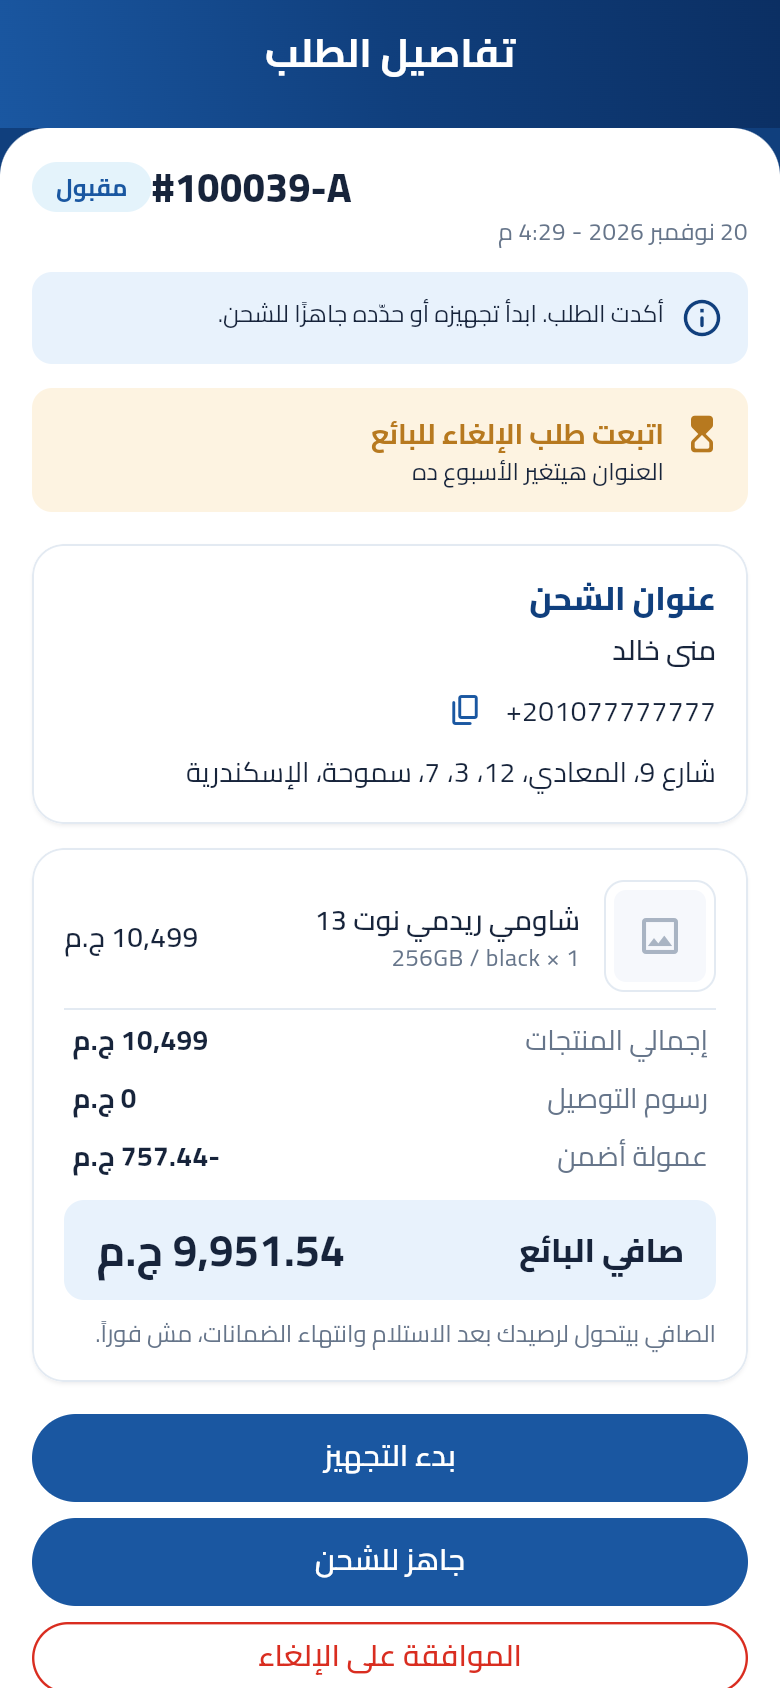 تفاصيل الطلب
#100039-A
مقبول
20 نوفمبر 2026 - 4:29 م
أكدت الطلب. ابدأ تجهيزه أو حدّده جاهزًا للشحن.
اتبعت طلب الإلغاء للبائع
العنوان هيتغير الأسبوع ده
عنوان الشحن
منى خالد
+201077777777
شارع 9، المعادي، 12، 3، 7، سموحة، الإسكندرية
شاومي ريدمي نوت 13
10,499 ج.م
256GB / black × 1
إجمالي المنتجات
10,499 ج.م
رسوم التوصيل
0 ج.م
عمولة أضمن
-757.44 ج.م
صافي البائع
9,951.54 ج.م
الصافي بيتحول لرصيدك بعد الاستلام وانتهاء الضمانات، مش فوراً.
بدء التجهيز
جاهز للشحن
الموافقة على الإلغاء